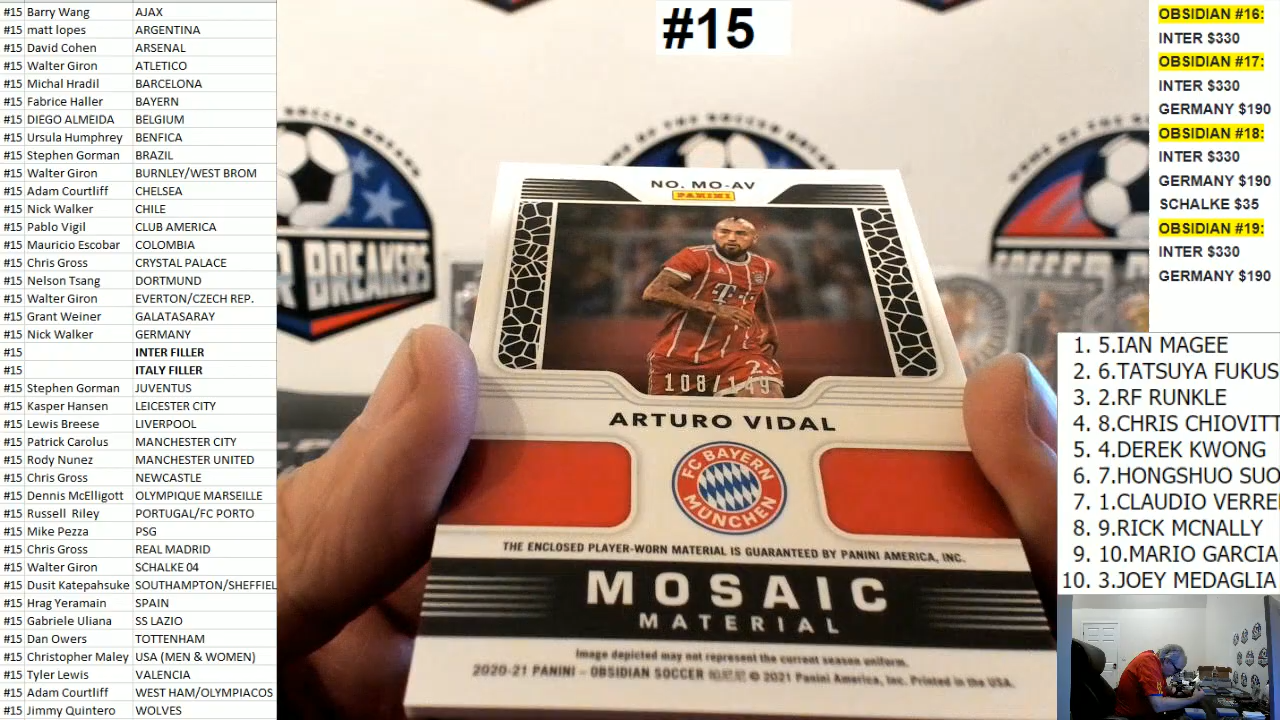 #15 Barry Wang AJAX
#15 matt lopes ARGENTINA
#15 David Cohen ARSENAL
#15 Walter Giron ATLETICO
#15 Michal Hradil BARCELONA
#15 Fabrice Haller BAYERN
#15 DIEGO ALMEIDA BELGIUM
#15 Ursula Humphrey BENFICA
#15 Stephen Gorman BRAZIL
#15 Walter Giron BURNLEY/WEST BROM
#15 Adam Courtliff CHELSEA
#15 Nick Walker CHILE
#15 Pablo Vigil CLUB AMERICA
#15 Mauricio Escobar COLOMBIA
#15 Chris Gross CRYSTAL PALACE
#15 Nelson Tsang DORTMUND
#15 Walter Giron EVERTON/CZECH REP.
#15 Grant Weiner GALATASARAY
#15 Nick Walker GERMANY
#15 INTER FILLER
#15 ITALY FILLER
#15 Stephen Gorman JUVENTUS
#15 Kasper Hansen LEICESTER CITY
#15 Lewis Breese LIVERPOOL
#15 Patrick Carolus MANCHESTER CITY
#15 Rody Nunez MANCHESTER UNITED
#15 Chris Gross NEWCASTLE
#15 Dennis McElligott OLYMPIQUE MARSEILLE
#15 Russell Riley PORTUGAL/FC PORTO
#15 Mike Pezza PSG
#15 Chris Gross REAL MADRID
#15 Walter Giron SCHALKE 04
#15 Dusit Katepahsuke SOUTHAMPTON/SHEFFIEL
#15 Hrag Yeramain SPAIN
#15 Gabriele Uliana SS LAZIO
#15 Dan Owers TOTTENHAM
#15 Christopher Maley USA (MEN & WOMEN)
#15 Tyler Lewis VALENCIA
#15 Adam Courtliff WEST HAM/OLYMPIACOS
#15 Jimmy Quintero WOLVES
#15
R BREAKERS
NO. MO-AV
PANINI
108/149
ARTURO VIDAL
FC BAYERN
MÜNCHEN
THE ENCLOSED PLAYER-WORN MATERIAL IS GUARANTEED BY PANINI AMERICA, INC.
MOSAIC
MATERIAL
Image depicted may not represent the current season uniform.
2020-21 PANINI – OBSIDIAN SOCCER © 2021 Panini America, Inc. Printed in the USA.
OBSIDIAN #16:
INTER $330
OBSIDIAN #17:
INTER $330
GERMANY $190
OBSIDIAN #18:
INTER $330
GERMANY $190
SCHALKE $35
OBSIDIAN #19:
INTER $330
GERMANY $190
1. 5.IAN MAGEE
2. 6.TATSUYA FUKUS
3. 2.RF RUNKLE
4. 8.CHRIS CHIOVITT
5. 4.DEREK KWONG
6. 7.HONGSHUO SUO
7. 1.CLAUDIO VERRE
8. 9.RICK MCNALLY
9. 10.MARIO GARCIA
10. 3.JOEY MEDAGLIA